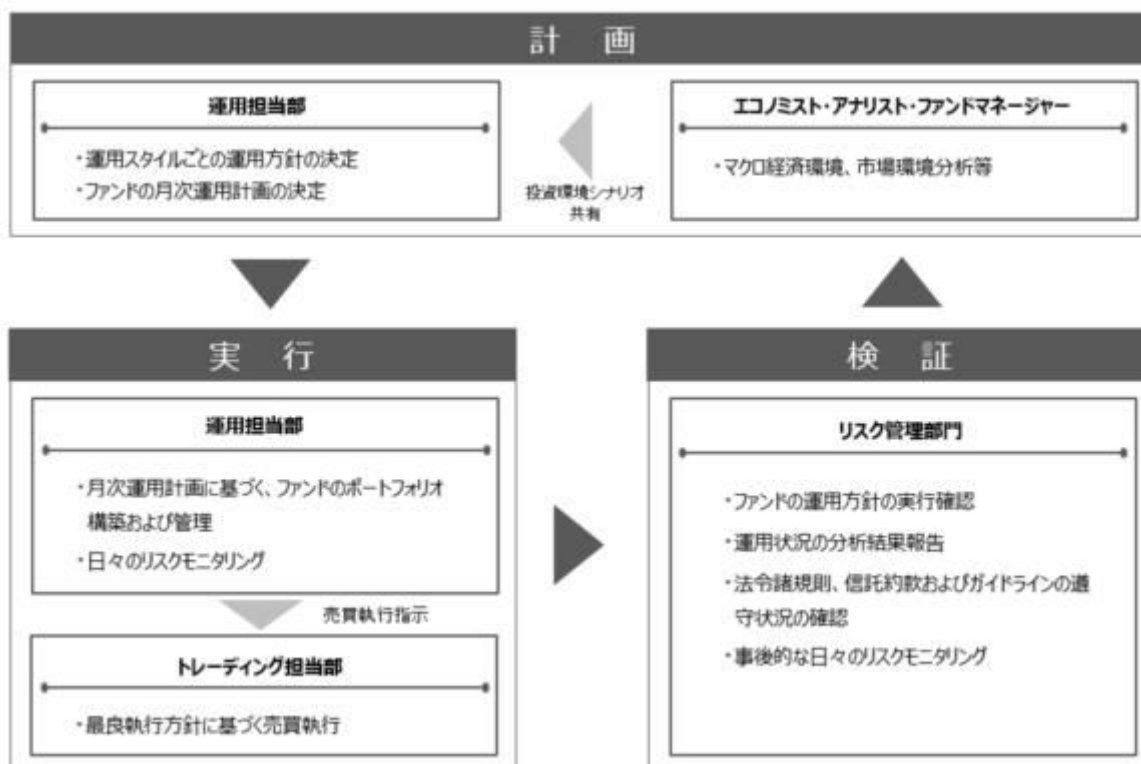 計　画
運用担当部
・運用スタイルごとの運用方針の決定
・ファンドの月次運用計画の決定
投資環境シナリオ
共有
エコノミスト・アナリスト・ファンドマネージャー
・マクロ経済環境、市場環境分析等
実　行
運用担当部
・月次運用計画に基づく、ファンドのポートフォリオ
構築および管理
・日々のリスクモニタリング
売買執行指示
トレーディング担当部
・最良執行方針に基づく売買執行
検　証
リスク管理部門
・ファンドの運用方針の実行確認
・運用状況の分析結果報告
・法令諸規則、信託約款およびガイドラインの遵
守状況の確認
・事後的な日々のリスクモニタリング